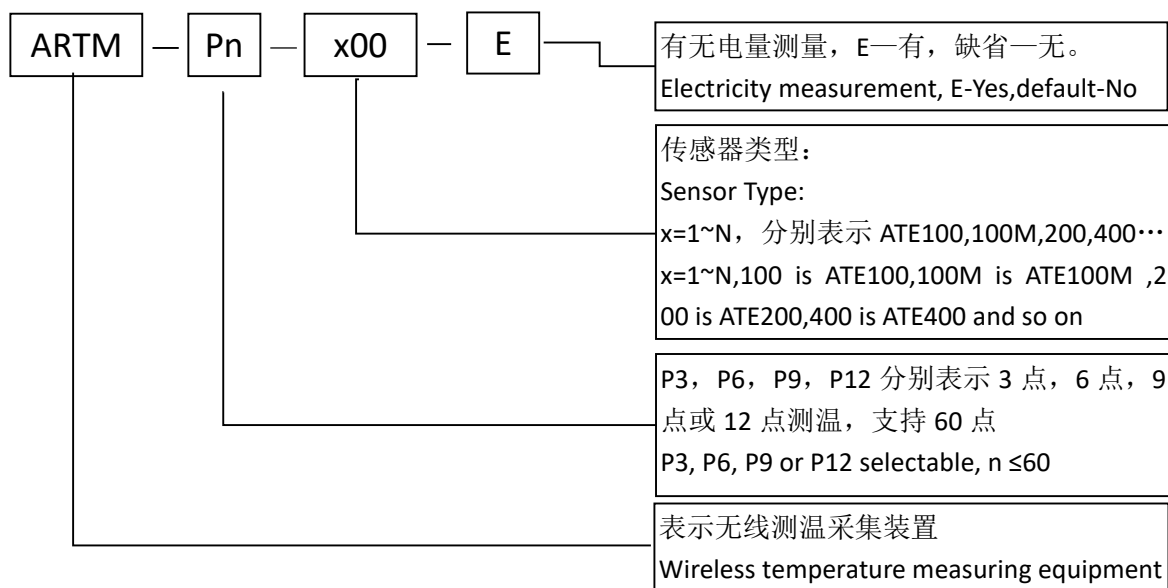 ARTM — Pn — x00 — E
有无电量测量，E—有，缺省—无。
Electricity measurement, E-Yes,default-No
传感器类型：
Sensor Type:
x=1~N，分别表示 ATE100,100M,200,400…
x=1~N,100 is ATE100,100M is ATE100M ,2
00 is ATE200,400 is ATE400 and so on
P3，P6，P9，P12 分别表示 3 点，6 点，9
点或 12 点测温，支持 60 点
P3, P6, P9 or P12 selectable, n ≤60
表示无线测温采集装置
Wireless temperature measuring equipment